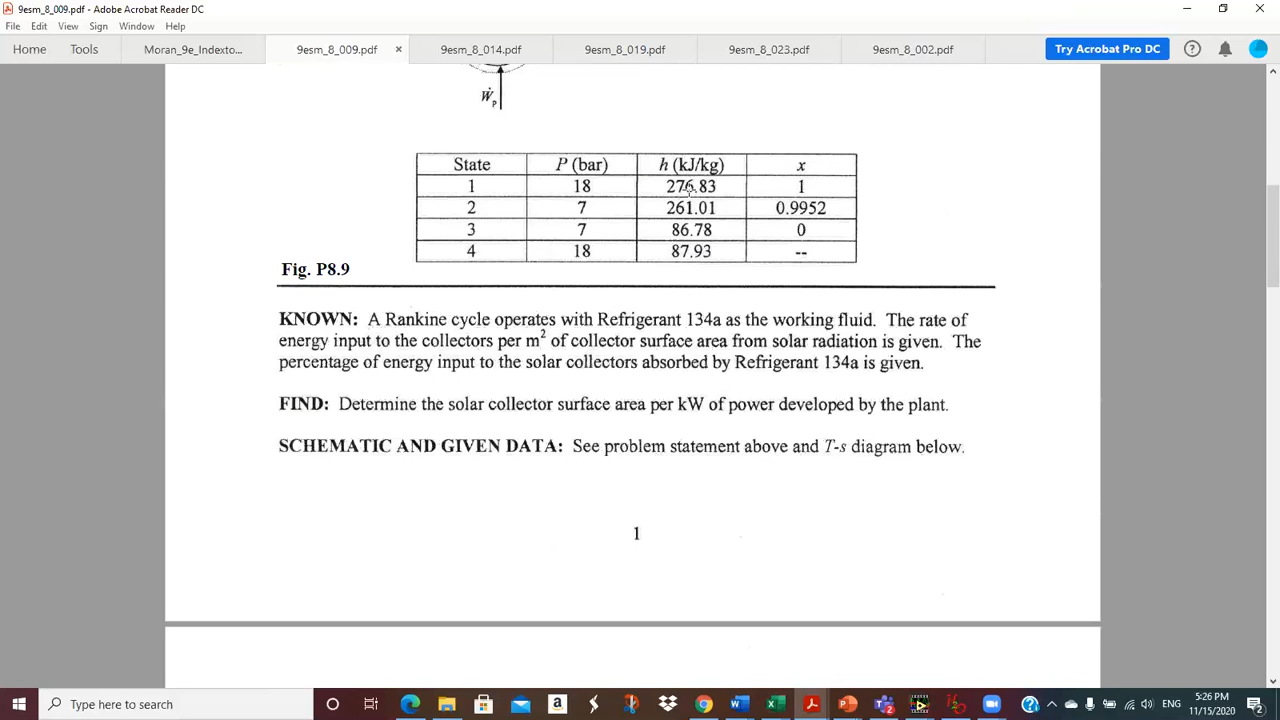 9esm_8_009.pdf - Adobe Acrobat Reader DC
File Edit View Sign Window Help
Home Tools Moran_9e_Indexto... 9esm_8_009.pdf × 9esm_8_014.pdf 9esm_8_019.pdf 9esm_8_023.pdf 9esm_8_002.pdf Try Acrobat Pro DC
Ẇp
State P (bar) h (kJ/kg) x
1 18 276.83 1
2 7 261.01 0.9952
3 7 86.78 0
4 18 87.93 --
Fig. P8.9
KNOWN: A Rankine cycle operates with Refrigerant 134a as the working fluid. The rate of
energy input to the collectors per m² of collector surface area from solar radiation is given. The
percentage of energy input to the solar collectors absorbed by Refrigerant 134a is given.
FIND: Determine the solar collector surface area per kW of power developed by the plant.
SCHEMATIC AND GIVEN DATA: See problem statement above and T-s diagram below.
1
Type here to search
5:26 PM
11/15/2020